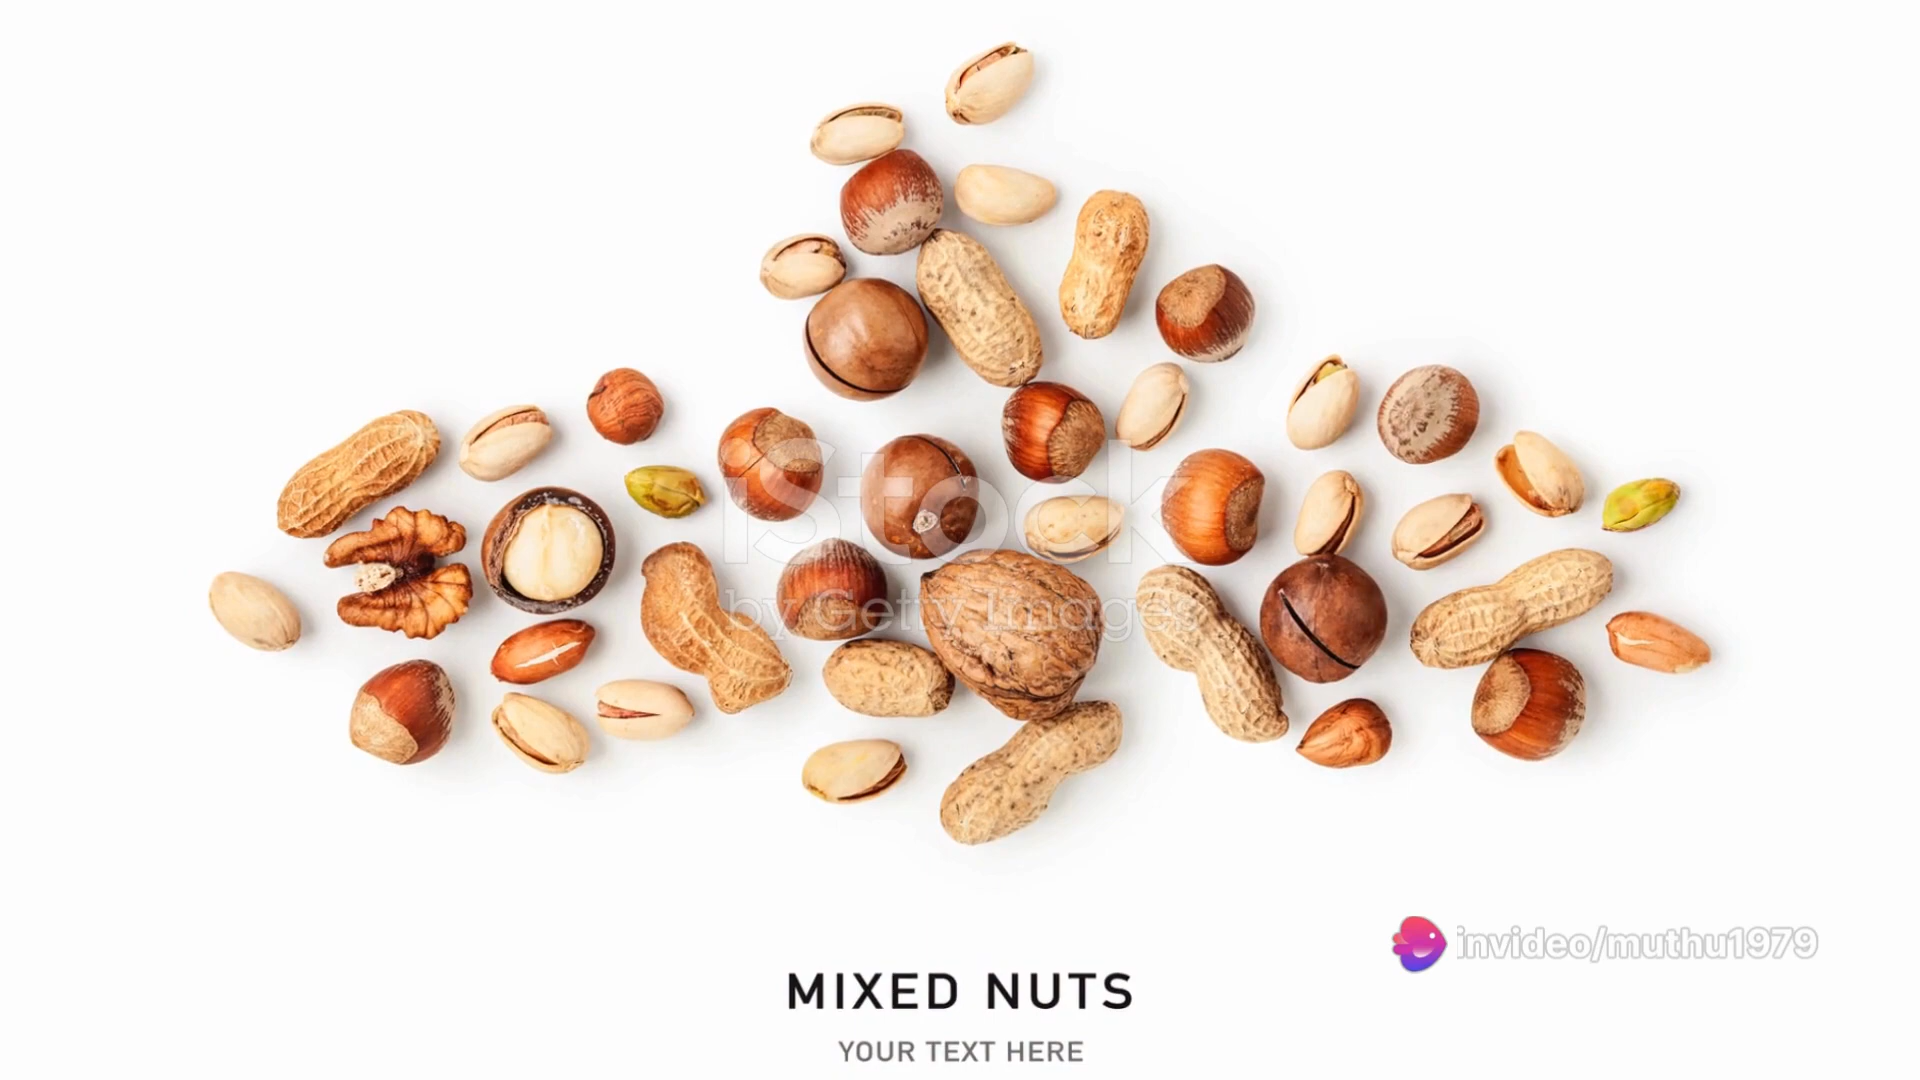 iStock
by Getty Images
invideo/muthu1979
MIXED NUTS
YOUR TEXT HERE